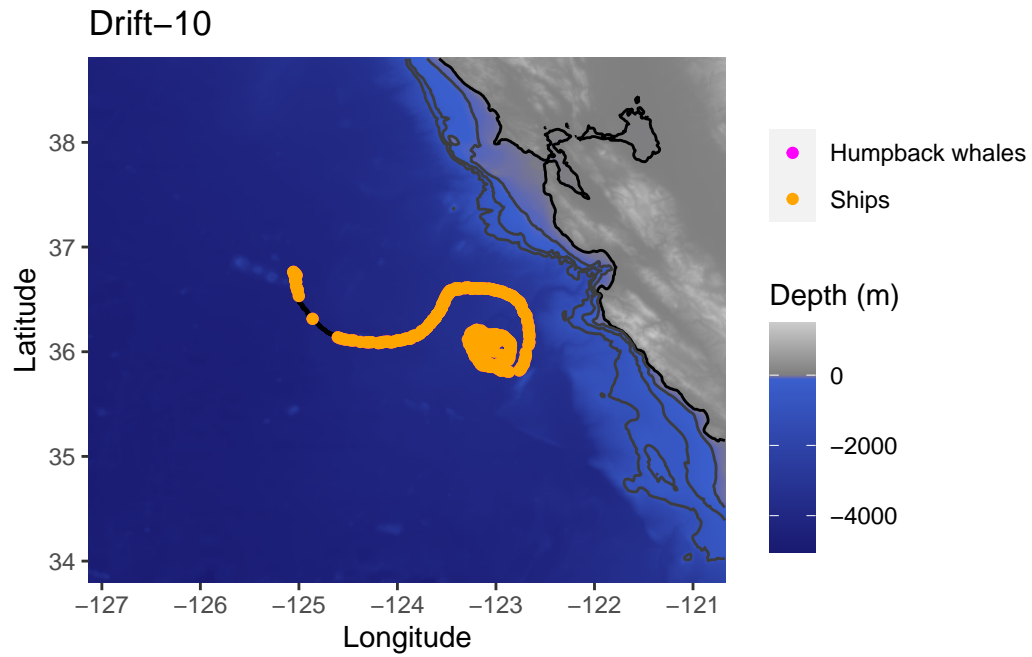 Drift−10
38
37
36
35
34
Latitude
−127
−126
−125
−124
−123
−122
−121
Longitude
Humpback whales
Ships
Depth (m)
0
−2000
−4000